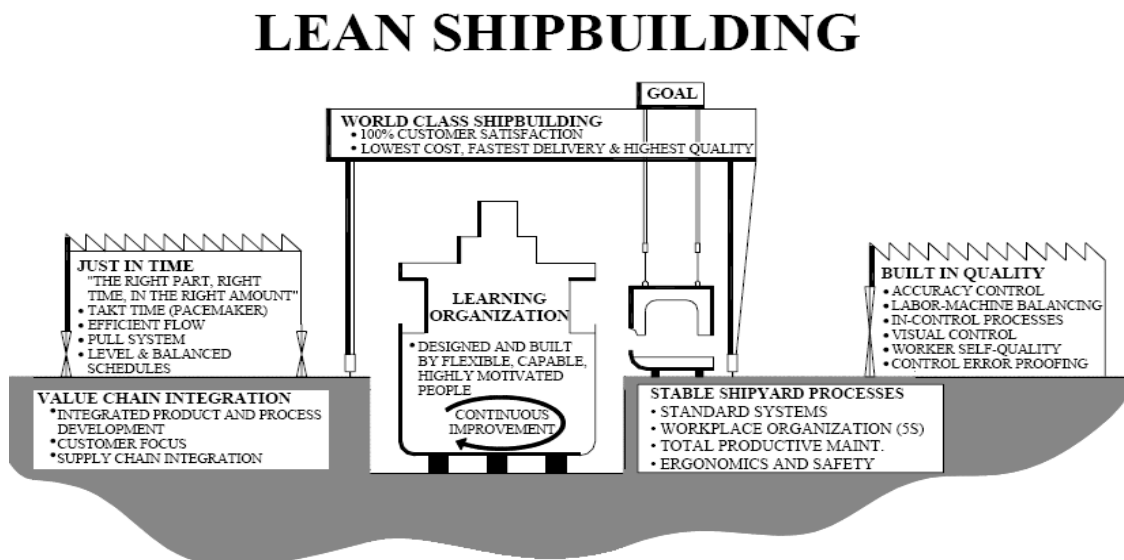 LEAN SHIPBUILDING
GOAL
WORLD CLASS SHIPBUILDING
• 100% CUSTOMER SATISFACTION
• LOWEST COST, FASTEST DELIVERY & HIGHEST QUALITY
JUST IN TIME
"THE RIGHT PART, RIGHT
TIME, IN THE RIGHT AMOUNT"
• TAKT TIME (PACEMAKER)
• EFFICIENT FLOW
• PULL SYSTEM
• LEVEL & BALANCED
SCHEDULES
LEARNING
ORGANIZATION
• DESIGNED AND BUILT
BY FLEXIBLE, CAPABLE,
HIGHLY MOTIVATED
PEOPLE
CONTINUOUS
IMPROVEMENT
BUILT IN QUALITY
• ACCURACY CONTROL
• LABOR-MACHINE BALANCING
• IN-CONTROL PROCESSES
• VISUAL CONTROL
• WORKER SELF-QUALITY
• CONTROL ERROR PROOFING
VALUE CHAIN INTEGRATION
• INTEGRATED PRODUCT AND PROCESS
DEVELOPMENT
• CUSTOMER FOCUS
• SUPPLY CHAIN INTEGRATION
STABLE SHIPYARD PROCESSES
• STANDARD SYSTEMS
• WORKPLACE ORGANIZATION (5S)
• TOTAL PRODUCTIVE MAINT.
• ERGONOMICS AND SAFETY